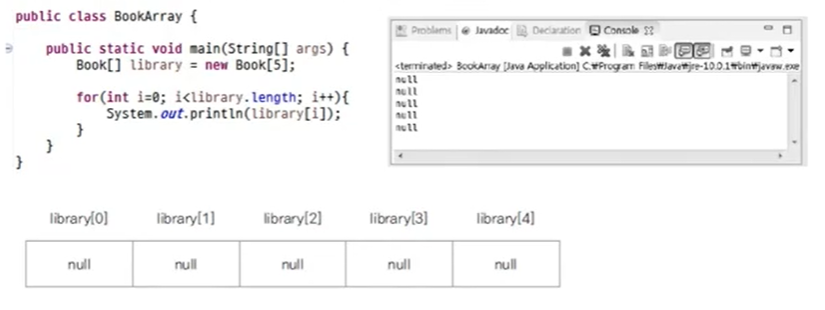 public class BookArray {
public static void main(String[] args) {
Book[] library = new Book[5];
for(int i=0; i<library.length; i++){
System.out.println(library[i]);
}
}
}
Problems @ Javadoc Declaration Console
<terminated> BookArray [Java Application] C:₩Program Files₩Java₩jre-10.0.1₩bin₩javaw.exe
null
null
null
null
null
library[0] library[1] library[2] library[3] library[4]
null null null null null